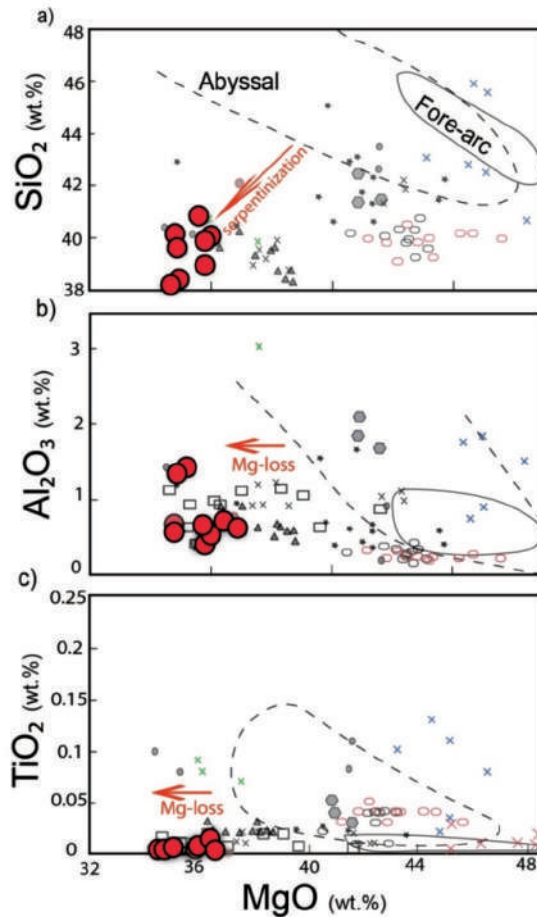 a)
48
46
44
42
40
38
SiO₂ (wt.%)
Abyssal
Fore-arc
serpentinization
b)
3
2
1
0
Al₂O₃ (wt.%)
Mg-loss
c)
0.25
0.20
0.15
0.10
0.05
0
TiO₂ (wt.%)
Mg-loss
32 36 40 44 48
MgO (wt.%)